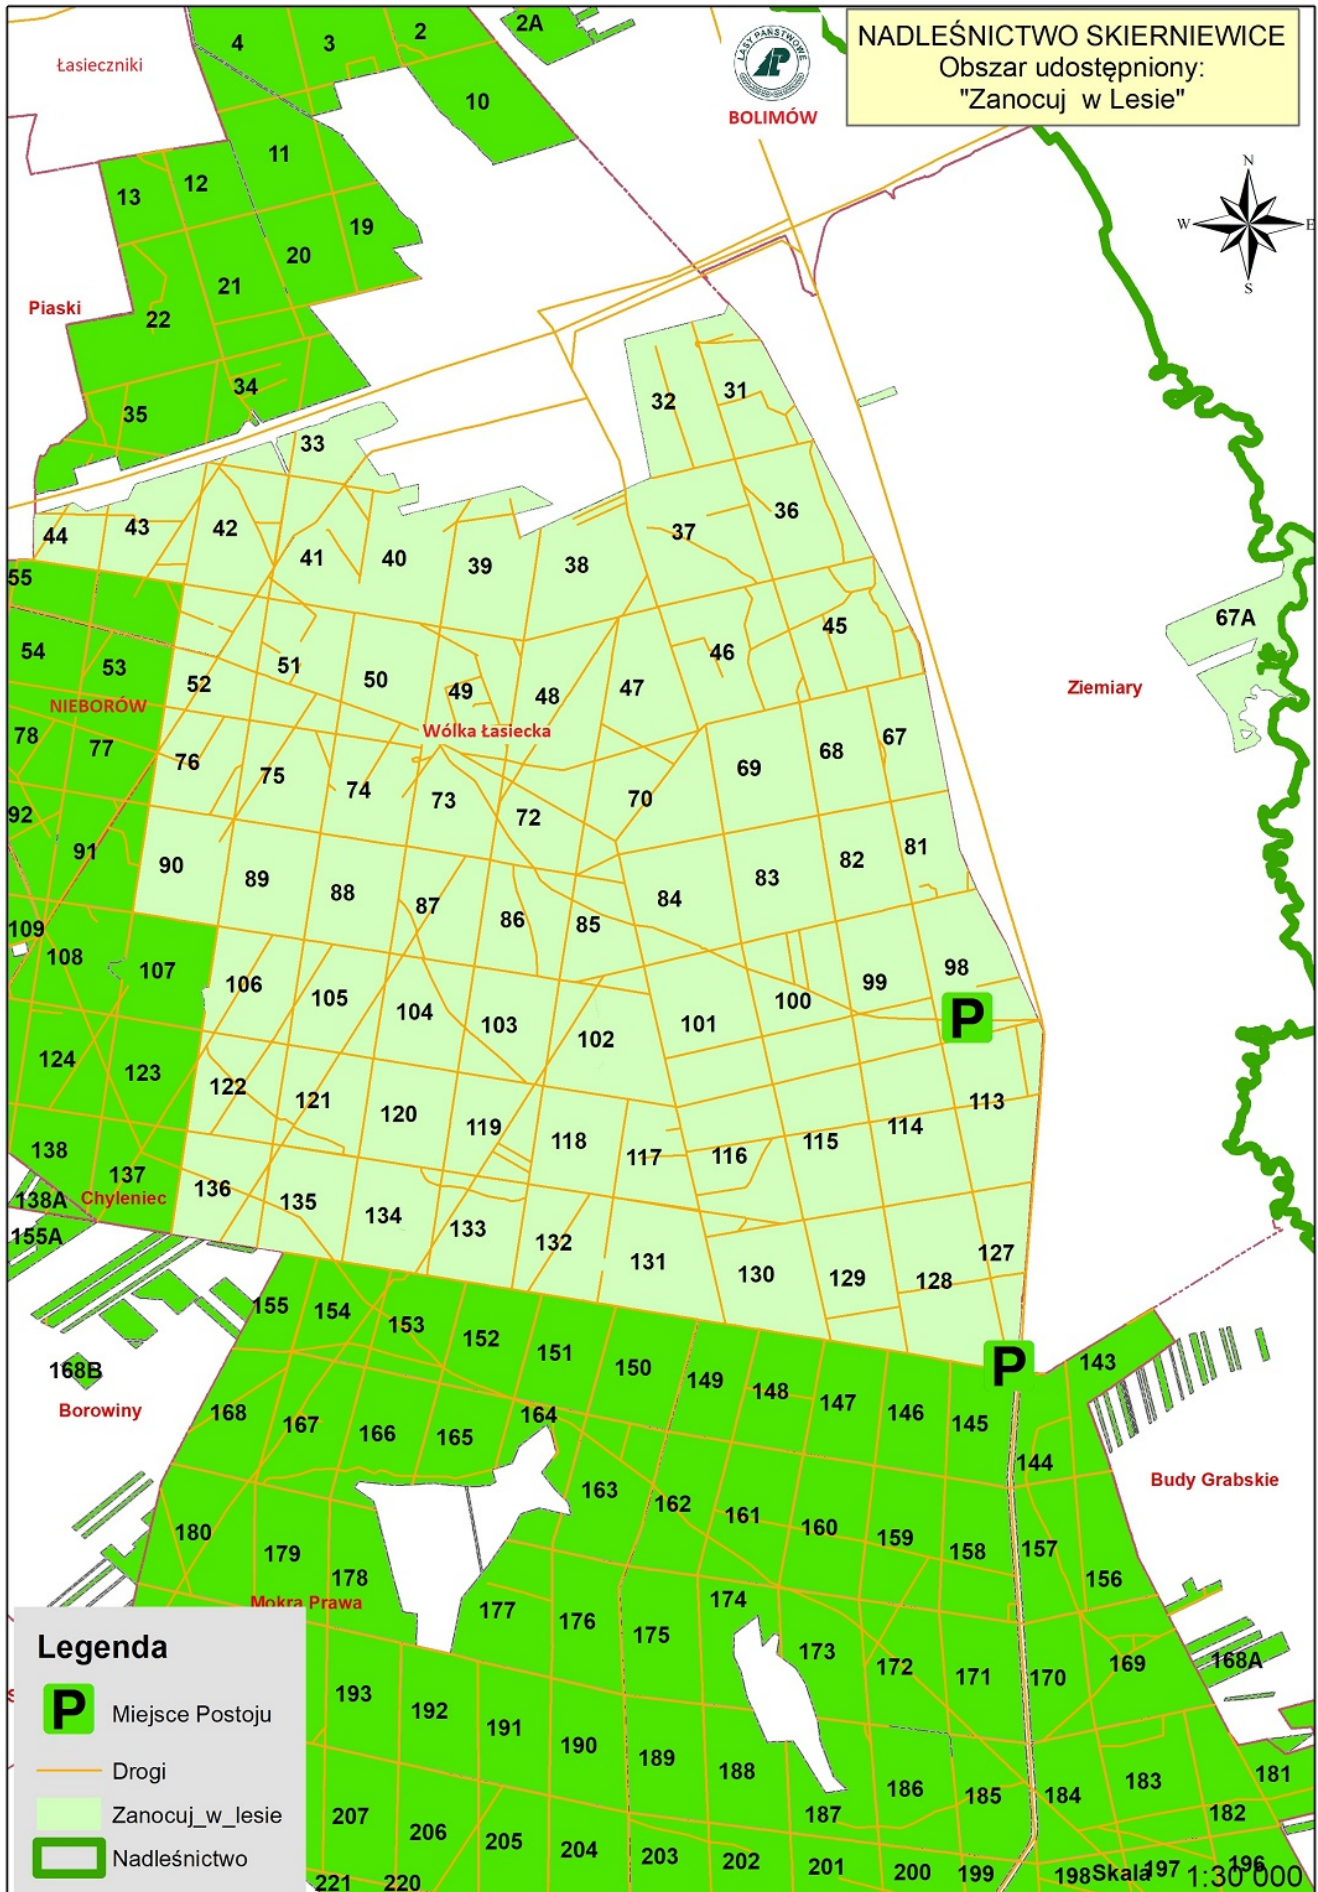 NADLEŚNICTWO SKIERNIEWICE
Obszar udostępniony:
"Zanocuj w Lesie"
LASY PAŃSTWOWE
BOLIMÓW
Łasieczniki
4 3 2 2A
10
11
13 12
19
20
21
22
Piaski
N
W E
S
34
35
33
32 31
36
37
44 43 42
41 40 39 38
55
67A
45
46
54 53 52 51 50 49 48 47
Ziemiary
NIEBORÓW
Wólka Łasiecka
78 77 76 75 74 73 72 70 69 68 67
92 91 90 89 88 87 86 85 84 83 82 81
109
108 107 106 105 104 103 102 101 100 99 98
P
124 123 122 121 120 119 118 117 116 115 114 113
138 137 136 135 134 133 132 131 130 129 128 127
138A Chyleniec
155A
155 154 153 152 151 150 149 148 147 146 145
P
143
144
168B
Borowiny
168 167 166 165 164
163 162 161 160 159 158 157 156
Budy Grabskie
180 179 178
Mokra Prawa
177 176 175 174 173 172 171 170 169 168A
193 192 191 190 189 188 187 186 185 184 183 182 181
207 206 205 204 203 202 201 200 199 198 Skała 197 196
221 220
Legenda
P Miejsce Postoju
Drogi
Zanocuj_w_lesie
Nadleśnictwo
1:30 000